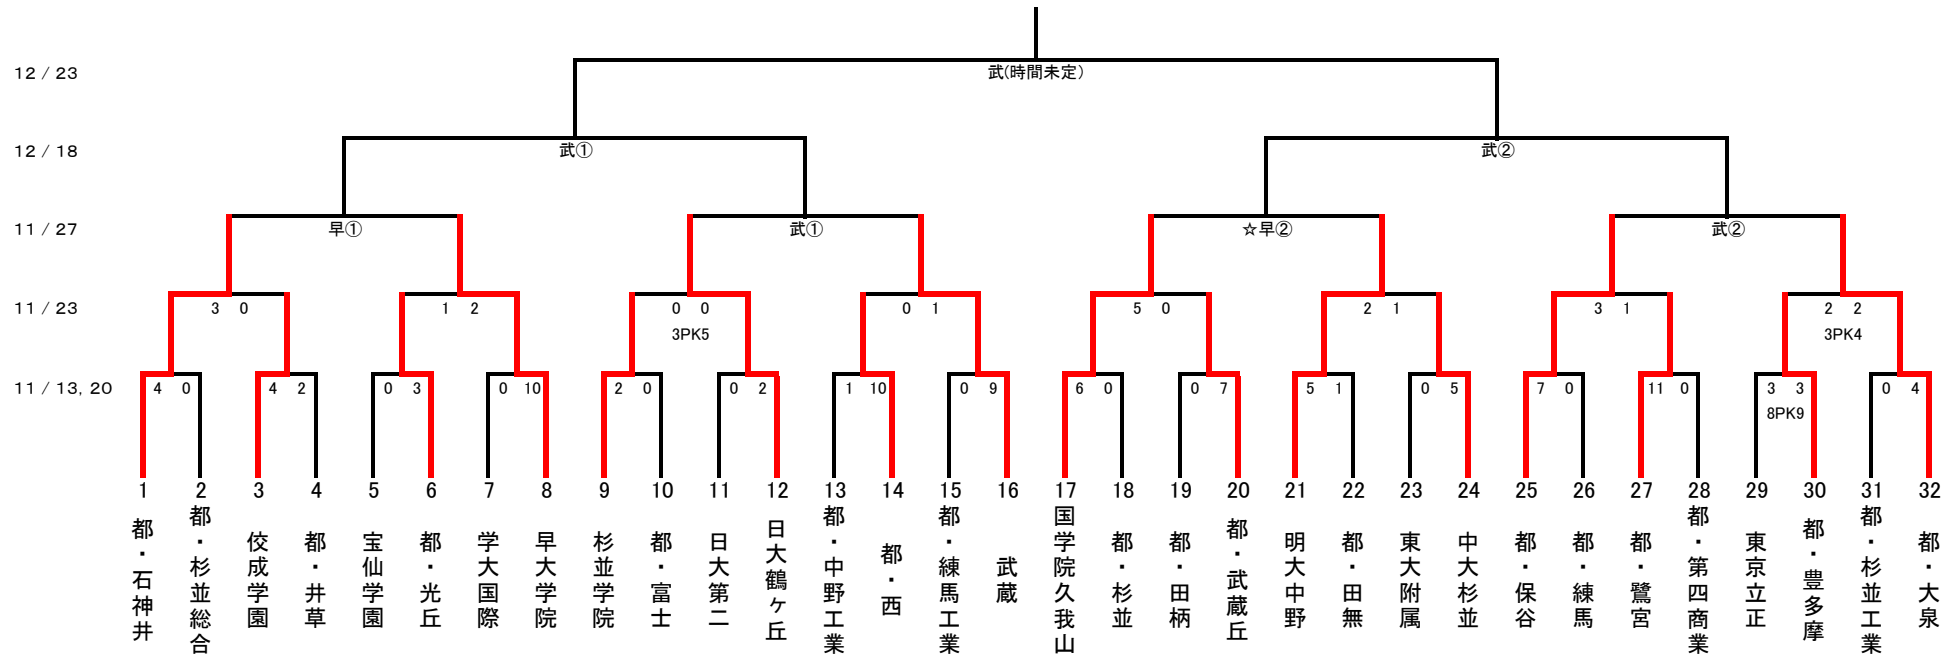 12 / 23
武(時間未定)
12 / 18
武①
武②
11 / 27
早①
武①
☆早②
武②
11 / 23
3 0
1 2
0 0
0 1
5 0
2 1
3 1
2 2
3PK5
3PK4
11 / 13, 20
4 0
4 2
0 3
0 10
2 0
0 2
1 10
0 9
6 0
0 7
5 1
0 5
7 0
11 0
3 3
0 4
8PK9
1 都・石神井
2 都・杉並総合
3 佼成学園
4 都・井草
5 宝仙学園
6 都・光丘
7 学大国際
8 早大学院
9 杉並学院
10 都・富士
11 日大第二
12 日大鶴ヶ丘
13 都・中野工業
14 都・西
15 都・練馬工業
16 武蔵
17 国学院久我山
18 都・杉並
19 都・田柄
20 都・武蔵丘
21 明大中野
22 都・田無
23 東大附属
24 中大杉並
25 都・保谷
26 都・練馬
27 都・鷺宮
28 都・第四商業
29 東京立正
30 都・豊多摩
31 都・杉並工業
32 都・大泉